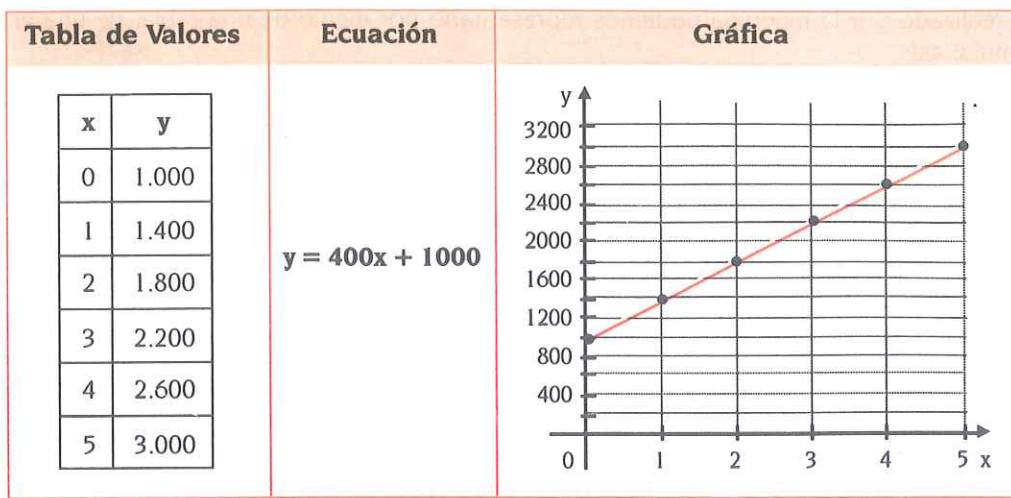 Tabla de Valores
Ecuación
Gráfica
x y
0 1.000
1 1.400
2 1.800
3 2.200
4 2.600
5 3.000
y = 400x + 1000
y
3200
2800
2400
2000
1600
1200
800
400
0 1 2 3 4 5 x